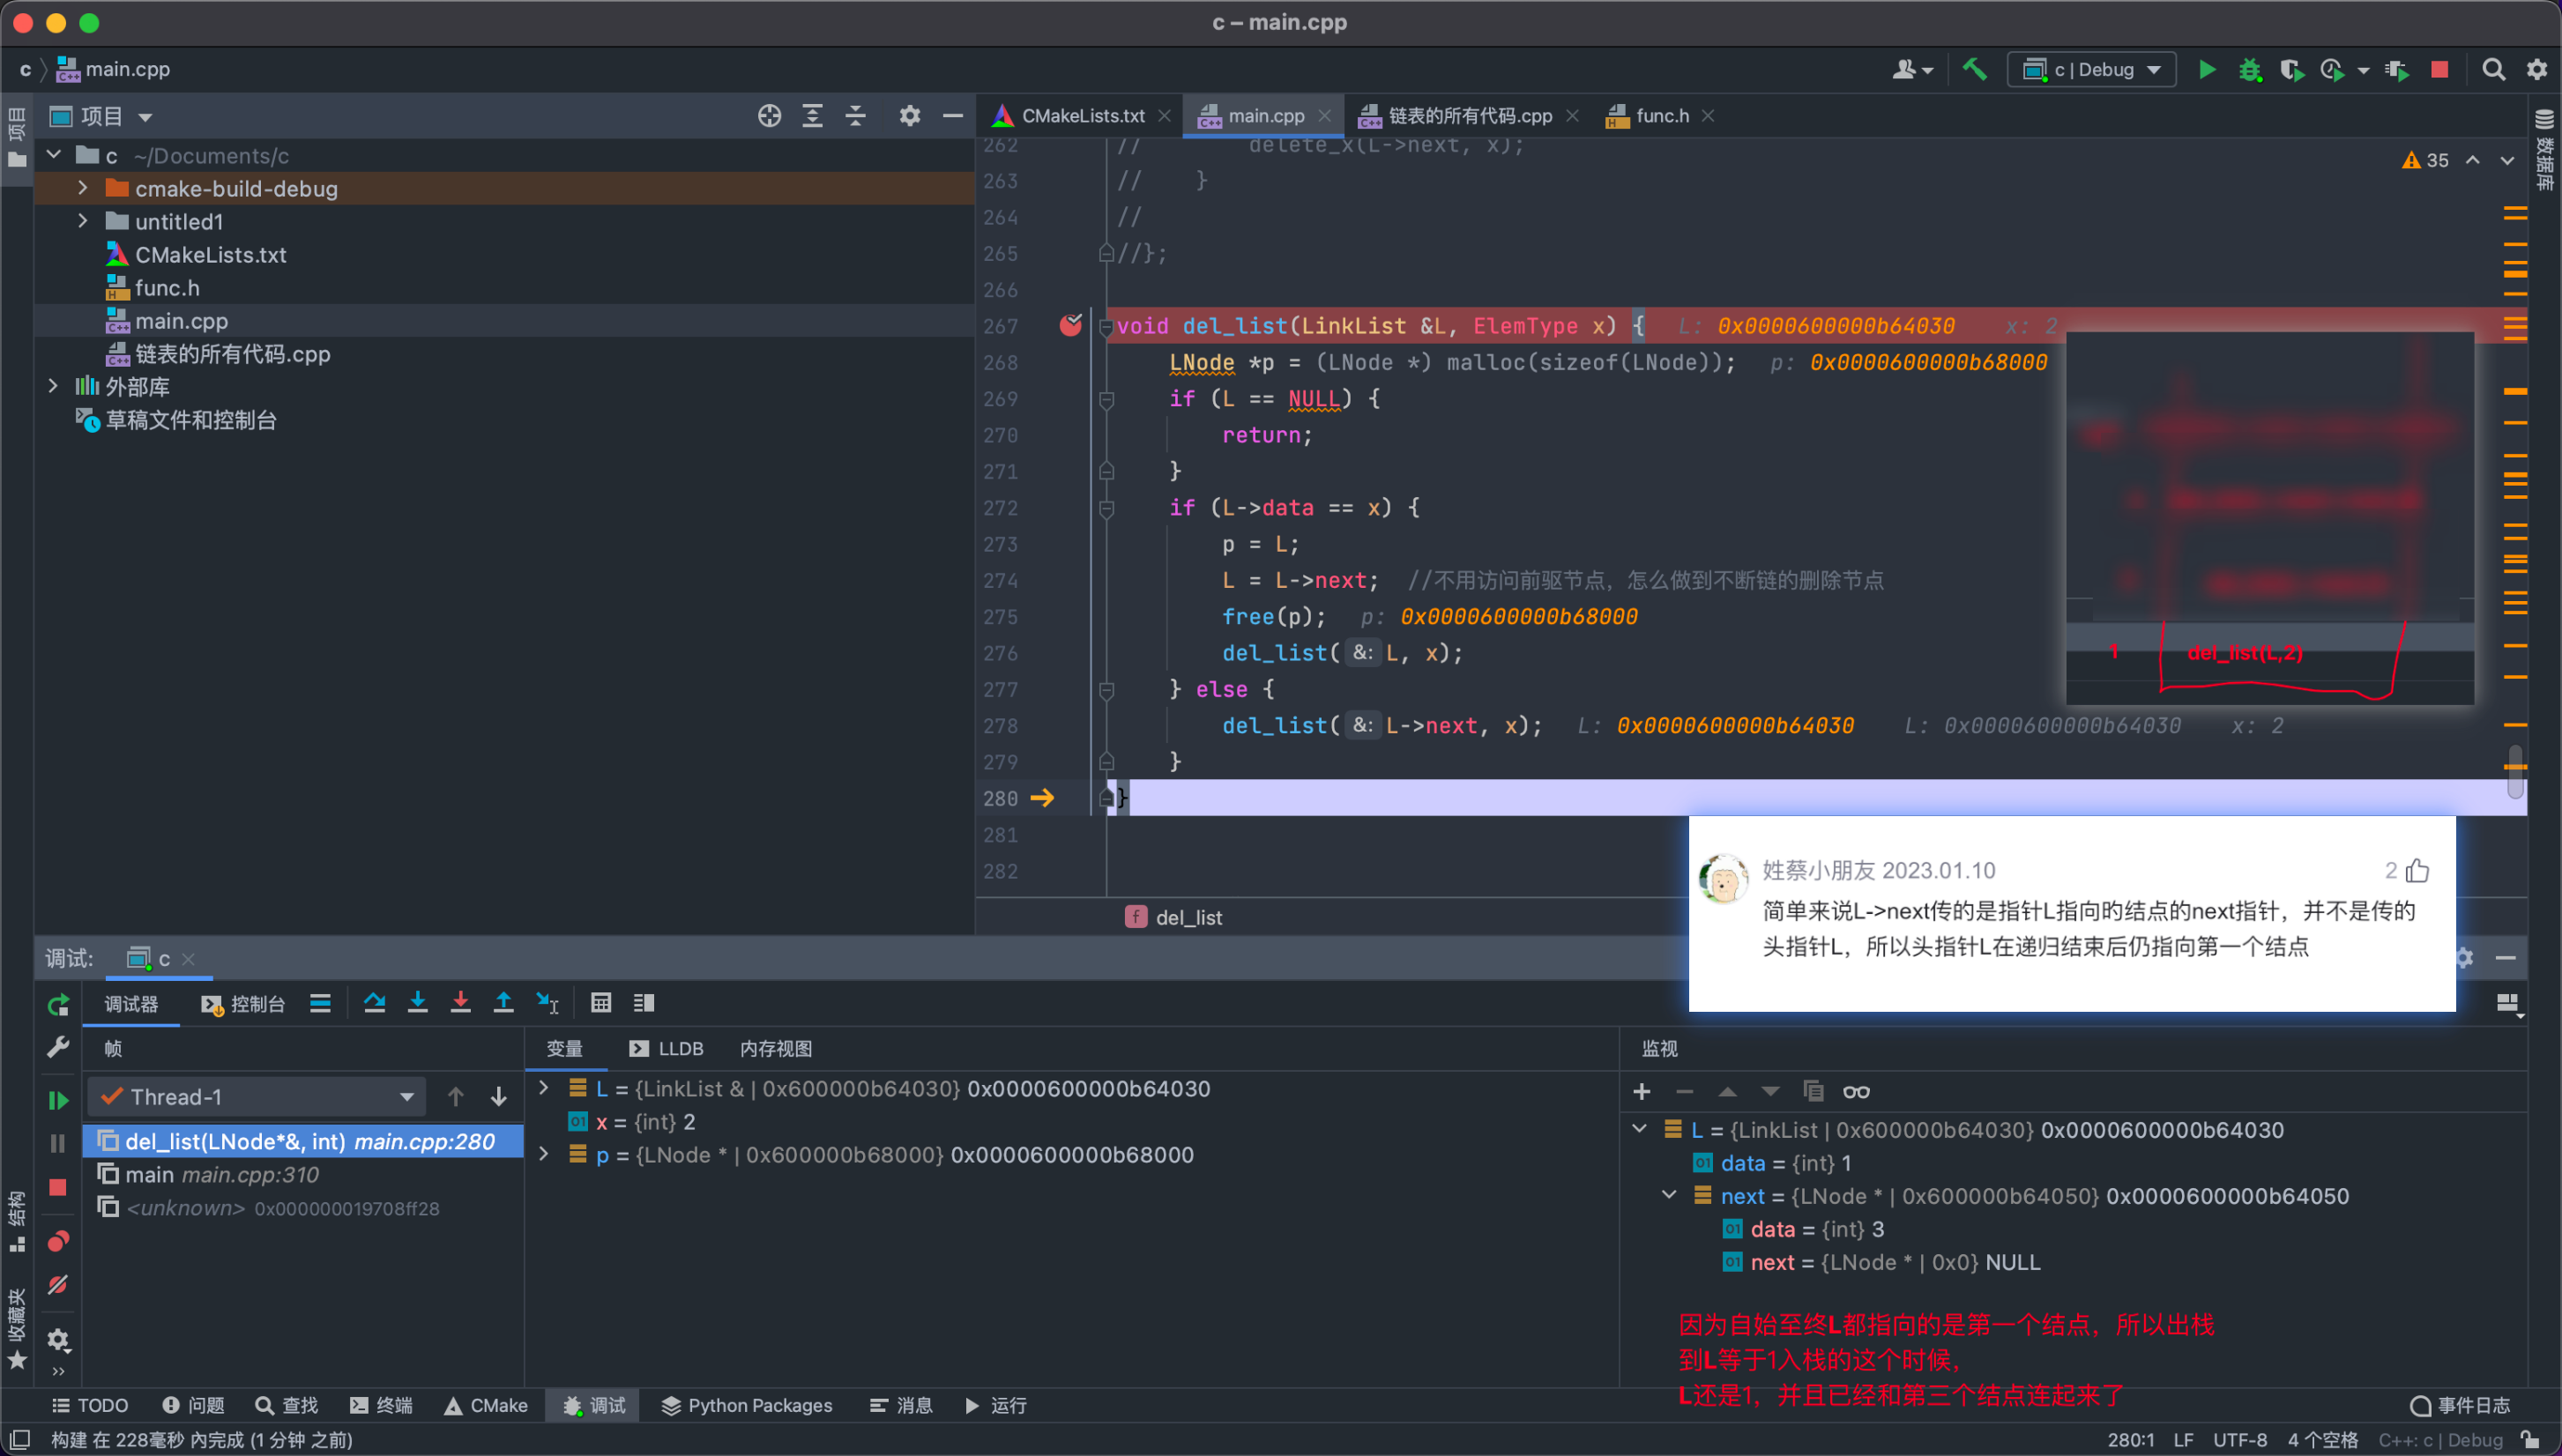 c – main.cpp
c 〉 main.cpp
c | Debug
项目
项目
CMakeLists.txt
main.cpp
链表的所有代码.cpp
func.h
数据库
c ~/Documents/c
cmake-build-debug
untitled1
CMakeLists.txt
func.h
main.cpp
链表的所有代码.cpp
外部库
草稿文件和控制台
35
262 // delete_x(L->next, x);
263 // }
264 //
265 //};
266
267 void del_list(LinkList &L, ElemType x) { L: 0x0000600000b64030 x: 2
268 LNode *p = (LNode *) malloc(sizeof(LNode)); p: 0x0000600000b68000
269 if (L == NULL) {
270 return;
271 }
272 if (L->data == x) {
273 p = L;
274 L = L->next; //不用访问前驱节点，怎么做到不断链的删除节点
275 free(p); p: 0x0000600000b68000
276 del_list( &: L, x);
277 } else {
278 del_list( &: L->next, x); L: 0x0000600000b64030 L: 0x0000600000b64030 x: 2
279 }
280 }
281
282
1 del_list(L,2)
del_list
姓蔡小朋友 2023.01.10 2
简单来说L->next传的是指针L指向的结点的next指针，并不是传的
头指针L，所以头指针L在递归结束后仍指向第一个结点
调试: c
调试器 控制台
帧
变量 LLDB 内存视图
监视
Thread-1
del_list(LNode*&, int) main.cpp:280
main main.cpp:310
<unknown> 0x000000019708ff28
L = {LinkList & | 0x600000b64030} 0x0000600000b64030
x = {int} 2
p = {LNode * | 0x600000b68000} 0x0000600000b68000
L = {LinkList | 0x600000b64030} 0x0000600000b64030
data = {int} 1
next = {LNode * | 0x600000b64050} 0x0000600000b64050
data = {int} 3
next = {LNode * | 0x0} NULL
因为自始至终L都指向的是第一个结点，所以出栈
到L等于1入栈的这个时候，
L还是1，并且已经和第三个结点连起来了
结构
收藏夹
TODO 问题 查找 终端 CMake 调试 Python Packages 消息 运行 事件日志
构建 在 228毫秒 内完成 (1 分钟 之前)
280:1 LF UTF-8 4 个空格 C++: c | Debug